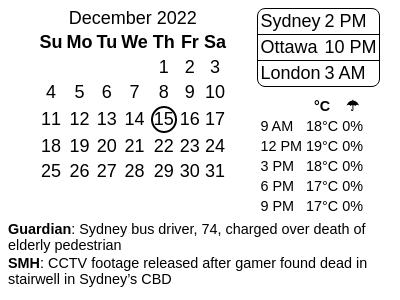 December 2022
Su Mo Tu We Th Fr Sa
1 2 3
4 5 6 7 8 9 10
11 12 13 14 15 16 17
18 19 20 21 22 23 24
25 26 27 28 29 30 31
Sydney 2 PM
Ottawa 10 PM
London 3 AM
°C ☂
9 AM 18°C 0%
12 PM 19°C 0%
3 PM 18°C 0%
6 PM 17°C 0%
9 PM 17°C 0%
Guardian: Sydney bus driver, 74, charged over death of
elderly pedestrian
SMH: CCTV footage released after gamer found dead in
stairwell in Sydney’s CBD